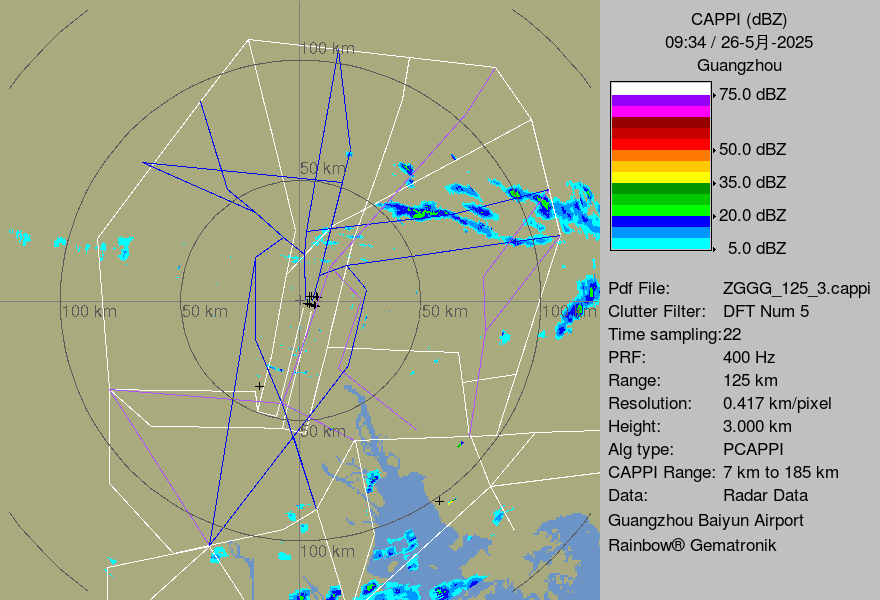 100 km
50 km
100 km
50 km
50 km
100 km
50 km
100 km
CAPPI (dBZ)
09:34 / 26-5月-2025
Guangzhou
75.0 dBZ
50.0 dBZ
35.0 dBZ
20.0 dBZ
5.0 dBZ
Pdf File: ZGGG_125_3.cappi
Clutter Filter: DFT Num 5
Time sampling:22
PRF: 400 Hz
Range: 125 km
Resolution: 0.417 km/pixel
Height: 3.000 km
Alg type: PCAPPI
CAPPI Range: 7 km to 185 km
Data: Radar Data
Guangzhou Baiyun Airport
Rainbow® Gematronik